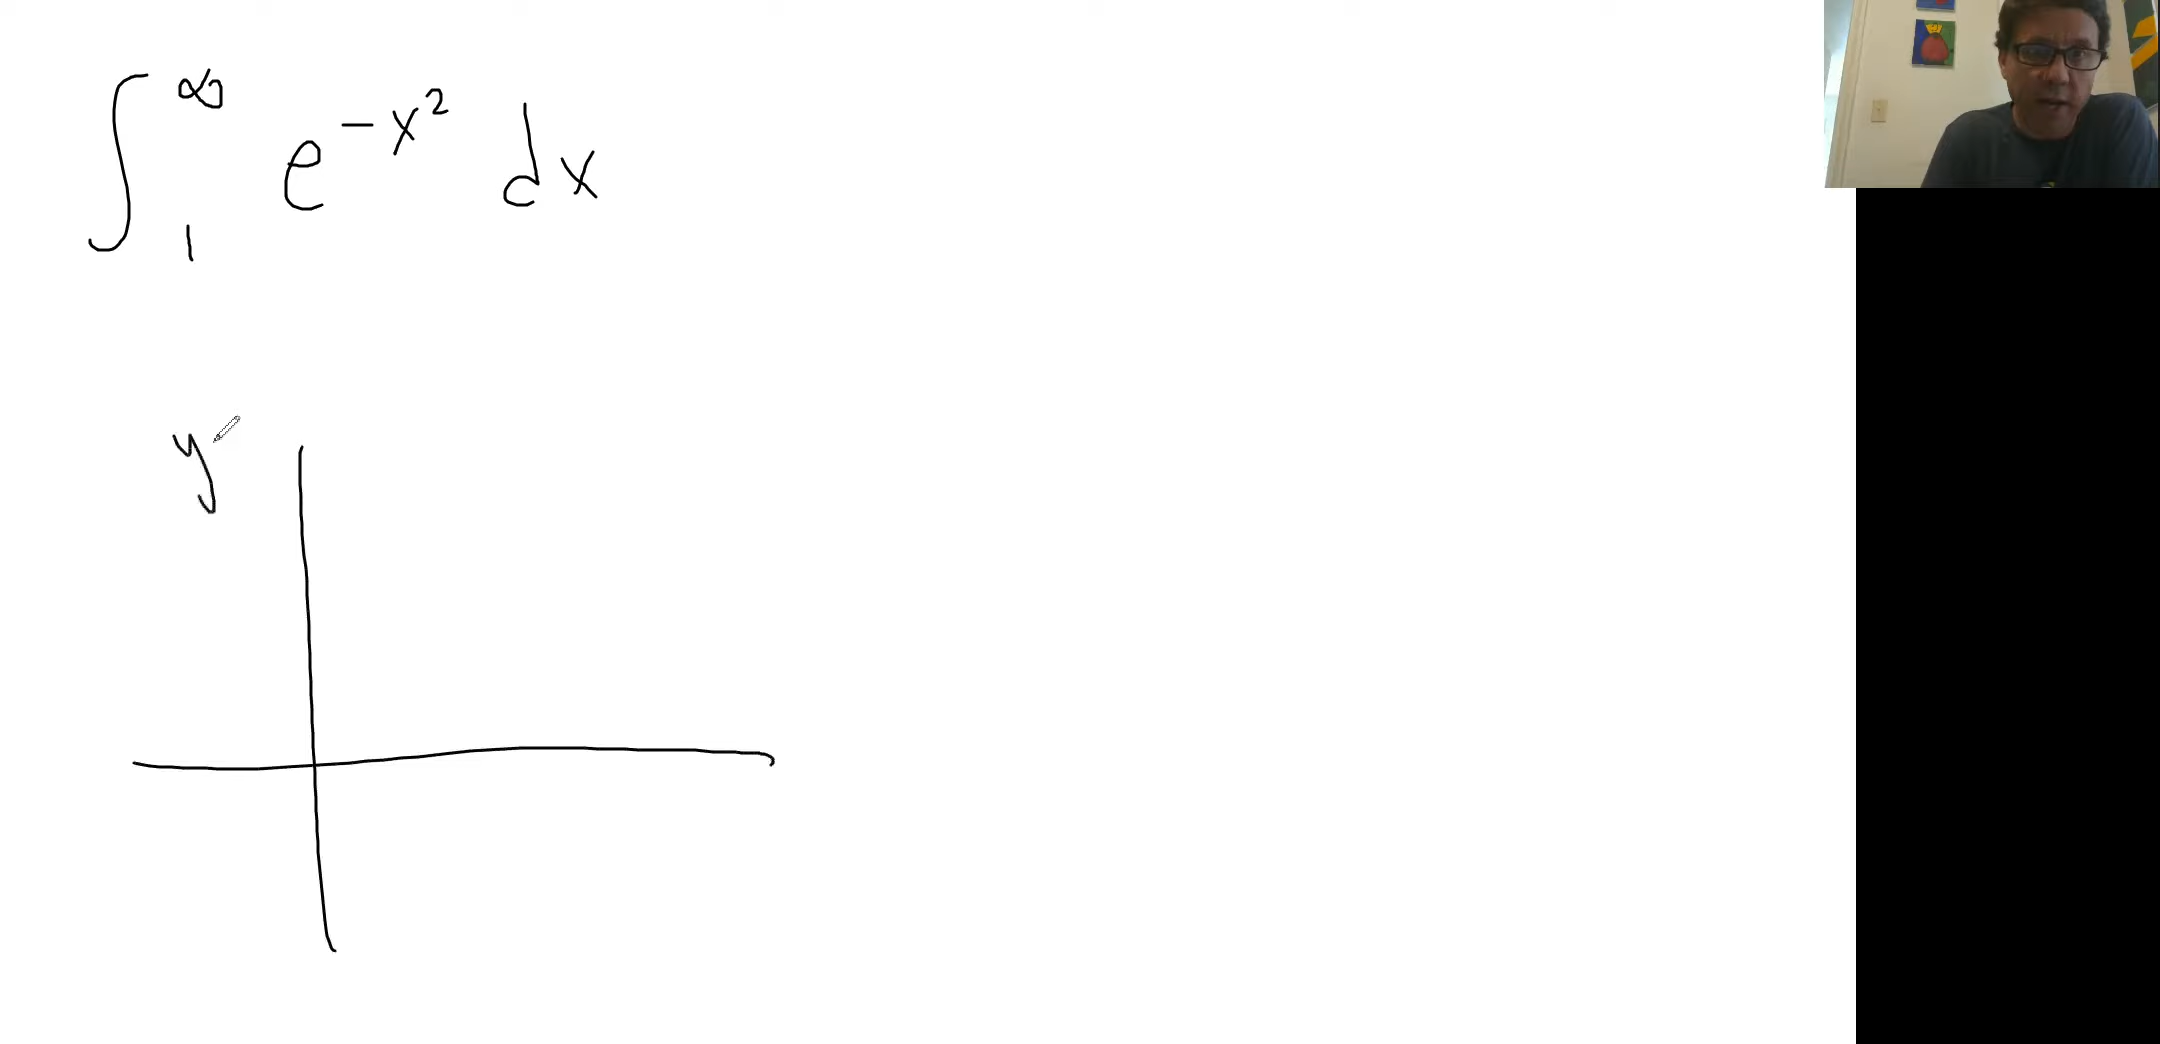 ∫₁^∞ e^{-x²} dx
y